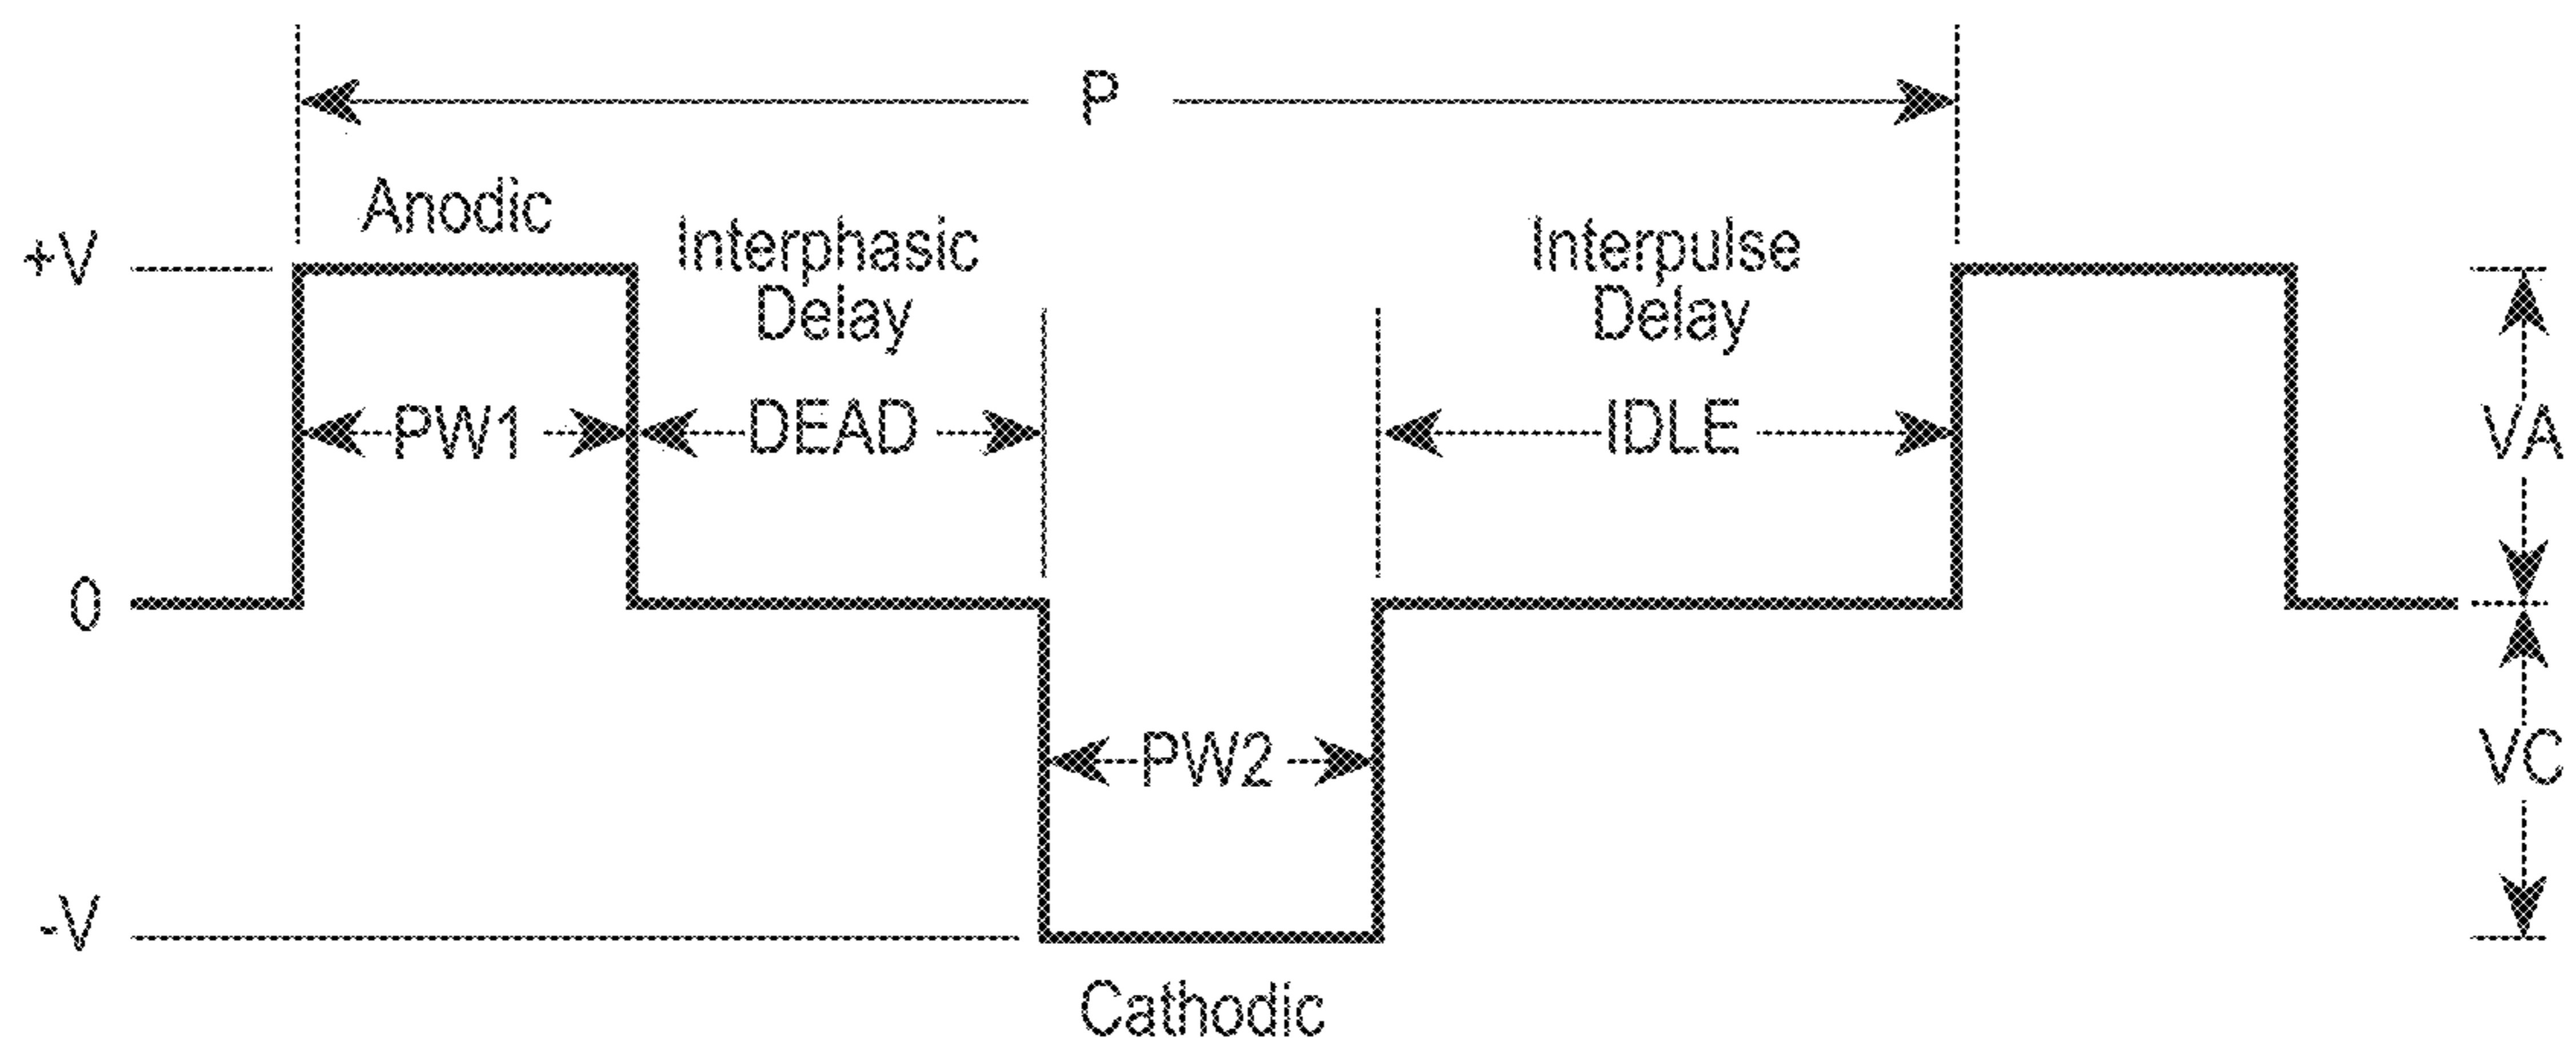 P
Anodic
+V
Interphasic
Delay
Interpulse
Delay
PW1
DEAD
IDLE
VA
0
PW2
VC
-V
Cathodic